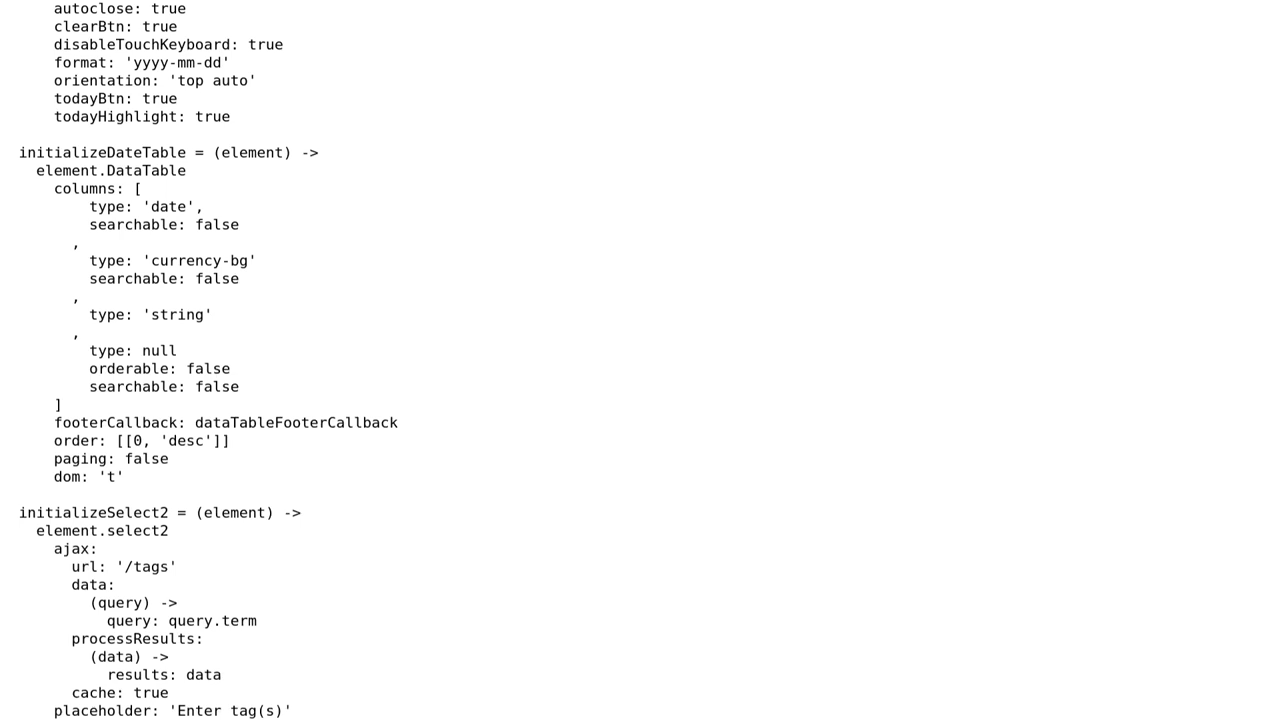 autoclose: true
    clearBtn: true
    disableTouchKeyboard: true
    format: 'yyyy-mm-dd'
    orientation: 'top auto'
    todayBtn: true
    todayHighlight: true

initializeDateTable = (element) ->
  element.DataTable
    columns: [
        type: 'date',
        searchable: false
      ,
        type: 'currency-bg'
        searchable: false
      ,
        type: 'string'
      ,
        type: null
        orderable: false
        searchable: false
    ]
    footerCallback: dataTableFooterCallback
    order: [[0, 'desc']]
    paging: false
    dom: 't'

initializeSelect2 = (element) ->
  element.select2
    ajax:
      url: '/tags'
      data:
        (query) ->
          query: query.term
      processResults:
        (data) ->
          results: data
      cache: true
    placeholder: 'Enter tag(s)'